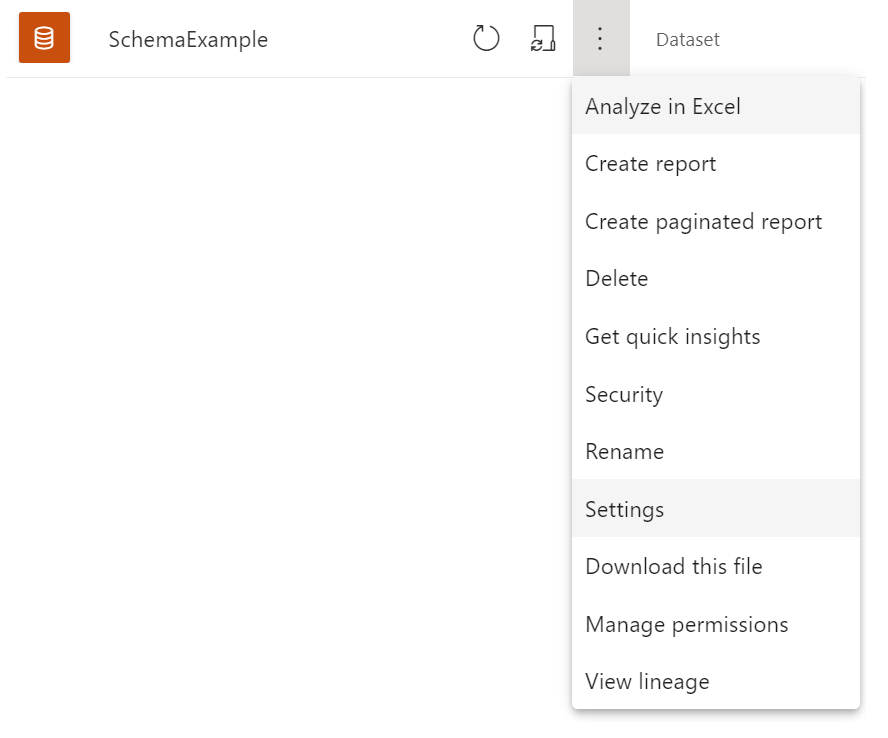 SchemaExample
Dataset
Analyze in Excel
Create report
Create paginated report
Delete
Get quick insights
Security
Rename
Settings
Download this file
Manage permissions
View lineage